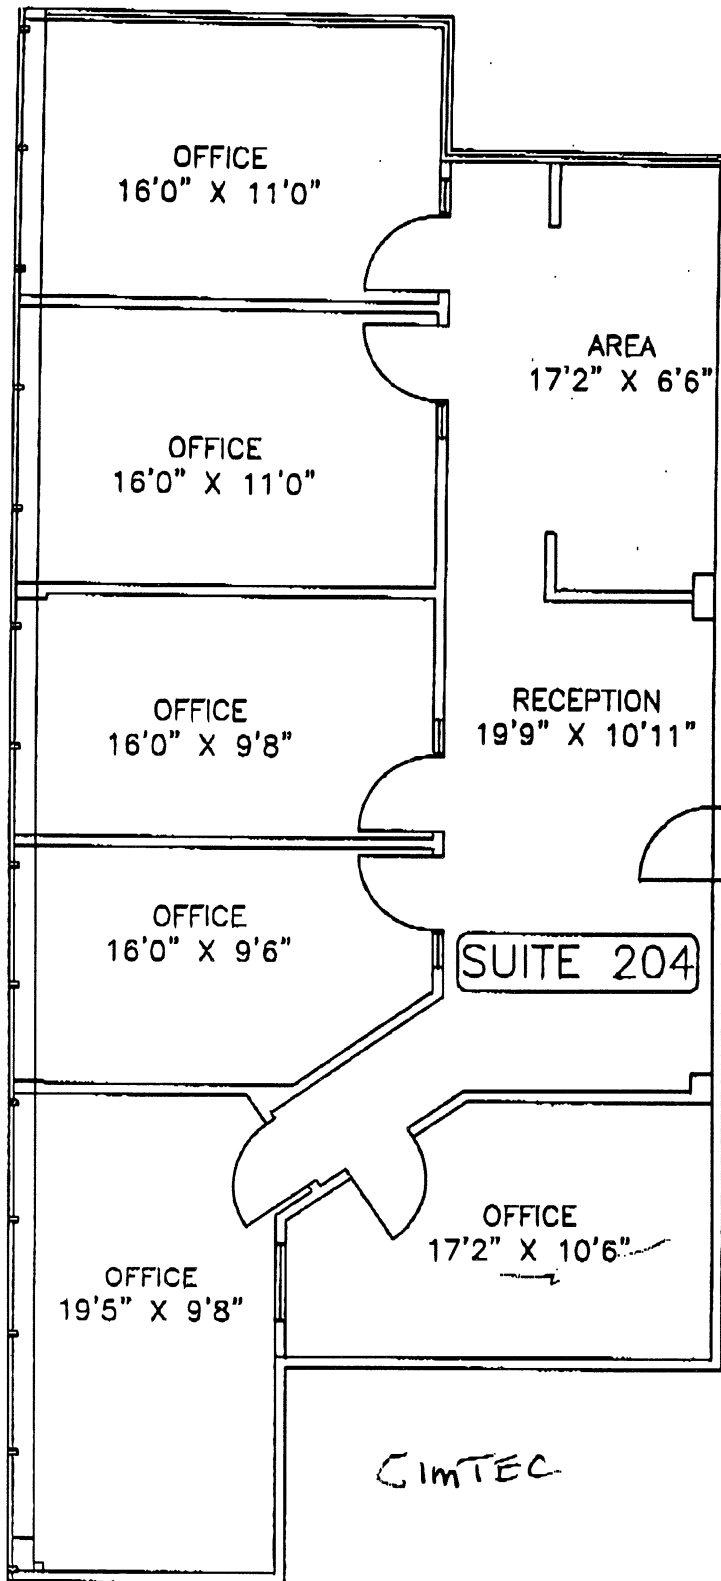 OFFICE
16'0" X 11'0"
AREA
17'2" X 6'6"
OFFICE
16'0" X 11'0"
RECEPTION
19'9" X 10'11"
OFFICE
16'0" X 9'8"
OFFICE
16'0" X 9'6"
SUITE 204
OFFICE
17'2" X 10'6"
OFFICE
19'5" X 9'8"
CimTEC